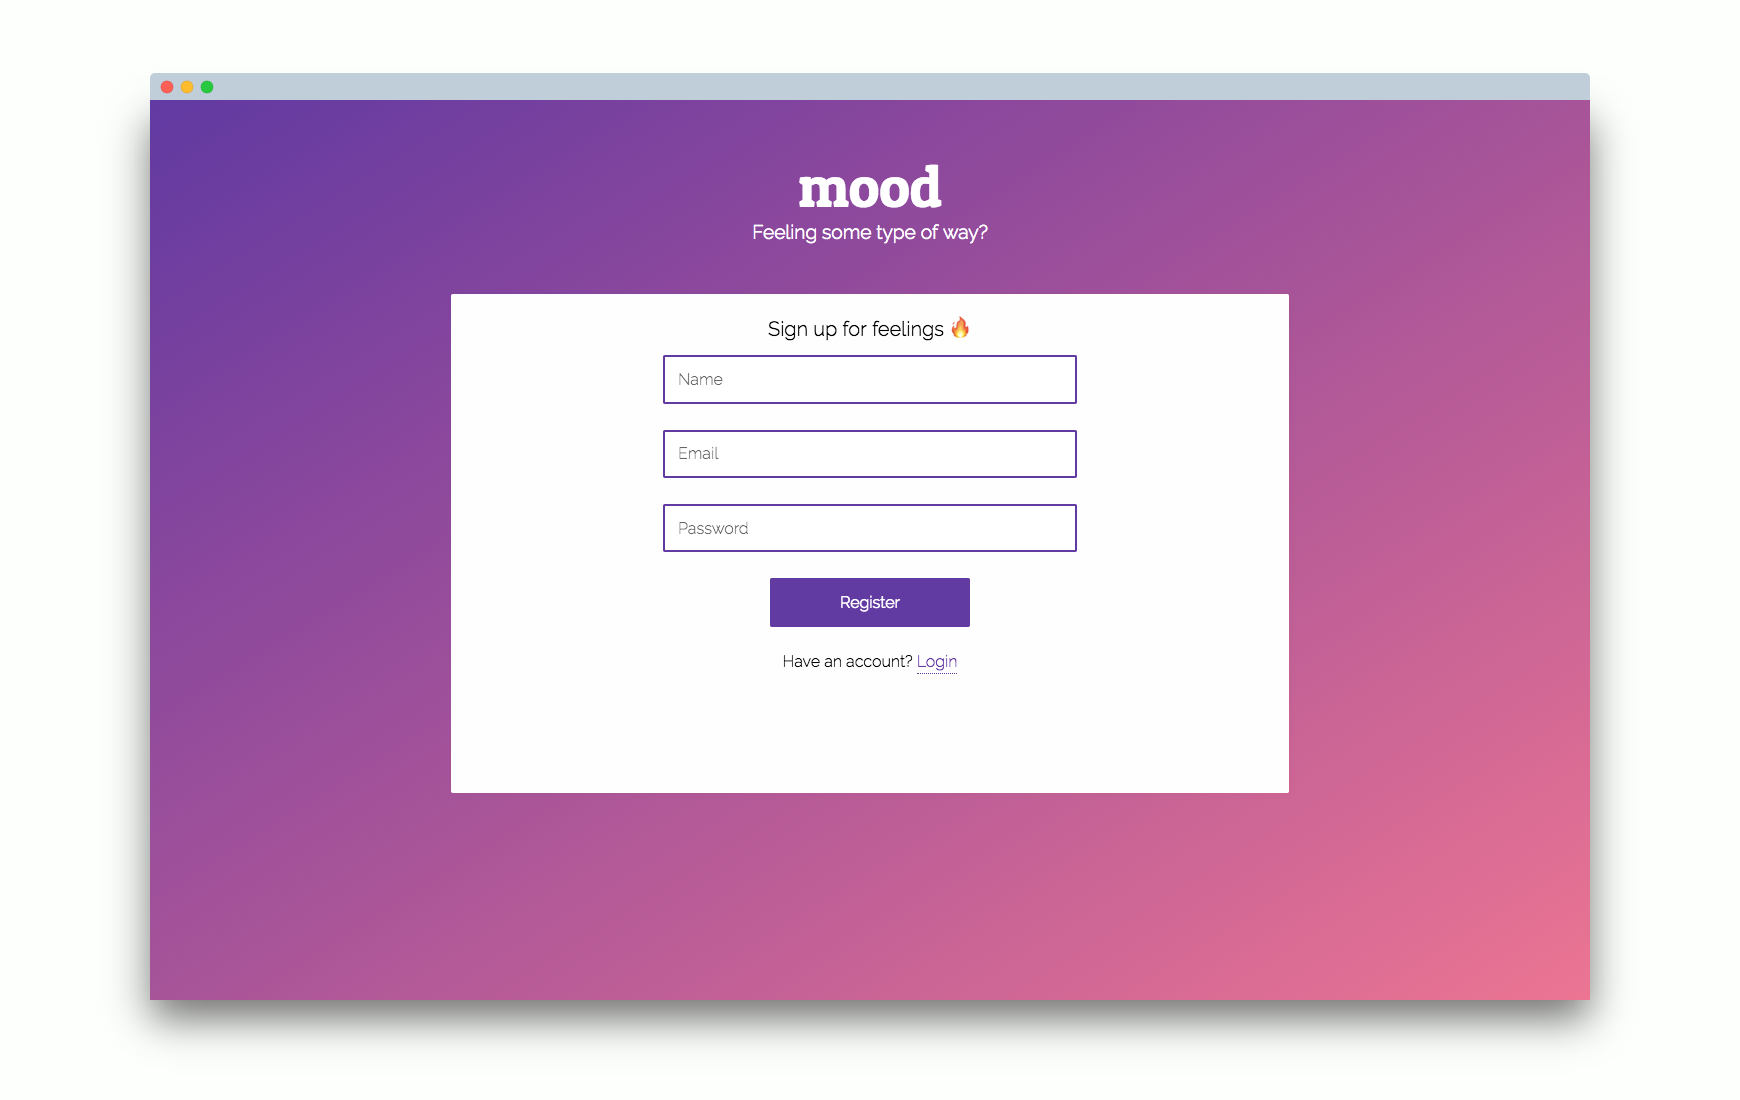 mood
Feeling some type of way?
Sign up for feelings 🔥
Name
Email
Password
Register
Have an account? Login